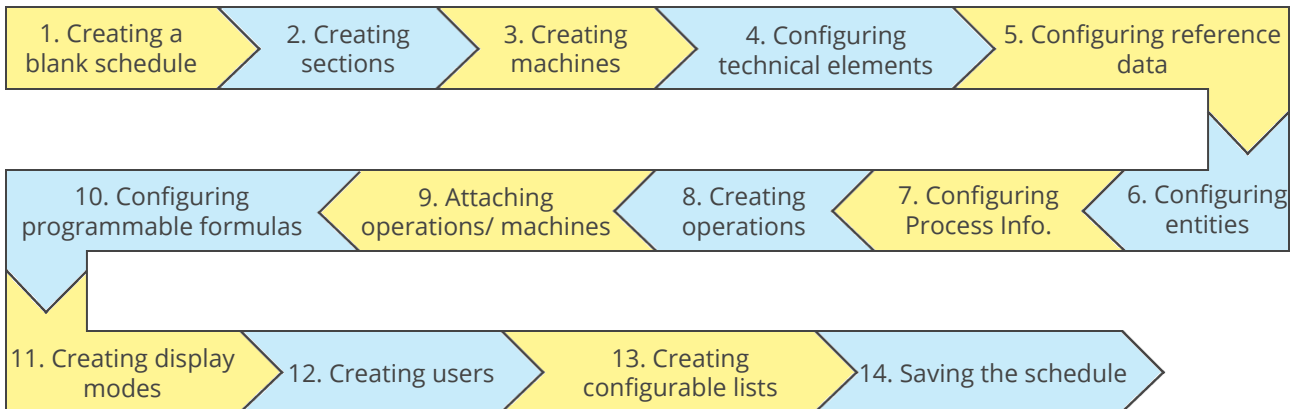 1. Creating a
blank schedule
2. Creating
sections
3. Creating
machines
4. Configuring
technical elements
5. Configuring reference
data
6. Configuring
entities
7. Configuring
Process Info.
8. Creating
operations
9. Attaching
operations/ machines
10. Configuring
programmable formulas
11. Creating display
modes
12. Creating users
13. Creating
configurable lists
14. Saving the schedule